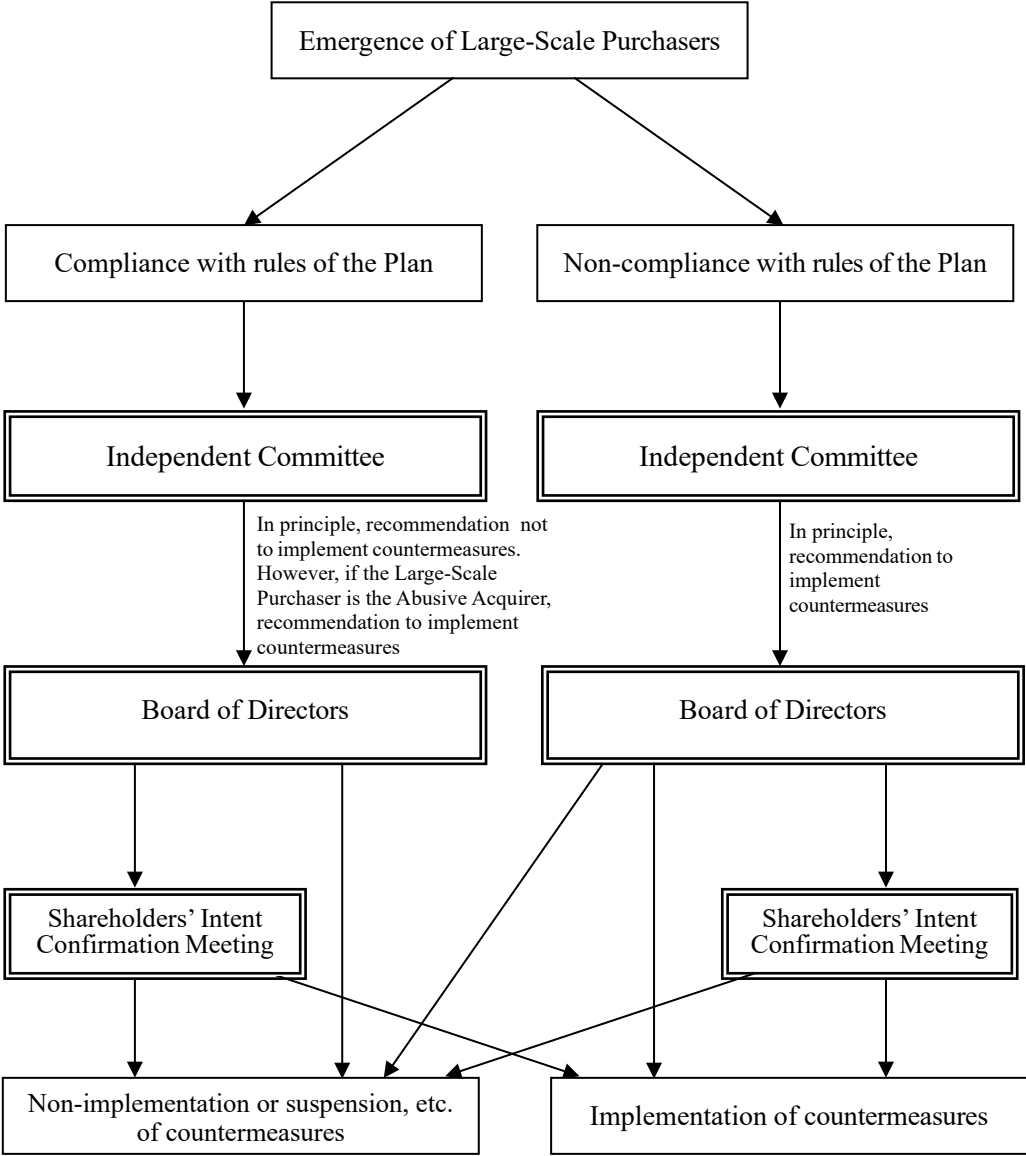 Emergence of Large-Scale Purchasers
Compliance with rules of the Plan
Non-compliance with rules of the Plan
Independent Committee
Independent Committee
In principle, recommendation not
to implement countermeasures.
However, if the Large-Scale
Purchaser is the Abusive Acquirer,
recommendation to implement
countermeasures
In principle,
recommendation to
implement
countermeasures
Board of Directors
Board of Directors
Shareholders’ Intent
Confirmation Meeting
Shareholders’ Intent
Confirmation Meeting
Non-implementation or suspension, etc.
of countermeasures
Implementation of countermeasures